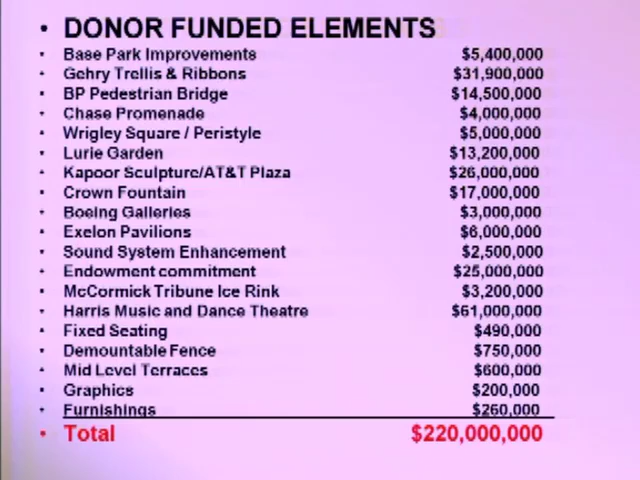 • DONOR FUNDED ELEMENTS
• Base Park Improvements $5,400,000
• Gehry Trellis & Ribbons $31,900,000
• BP Pedestrian Bridge $14,500,000
• Chase Promenade $4,000,000
• Wrigley Square / Peristyle $5,000,000
• Lurie Garden $13,200,000
• Kapoor Sculpture/AT&T Plaza $26,000,000
• Crown Fountain $17,000,000
• Boeing Galleries $3,000,000
• Exelon Pavilions $6,000,000
• Sound System Enhancement $2,500,000
• Endowment commitment $25,000,000
• McCormick Tribune Ice Rink $3,200,000
• Harris Music and Dance Theatre $61,000,000
• Fixed Seating $490,000
• Demountable Fence $750,000
• Mid Level Terraces $600,000
• Graphics $200,000
• Furnishings $260,000
• Total $220,000,000